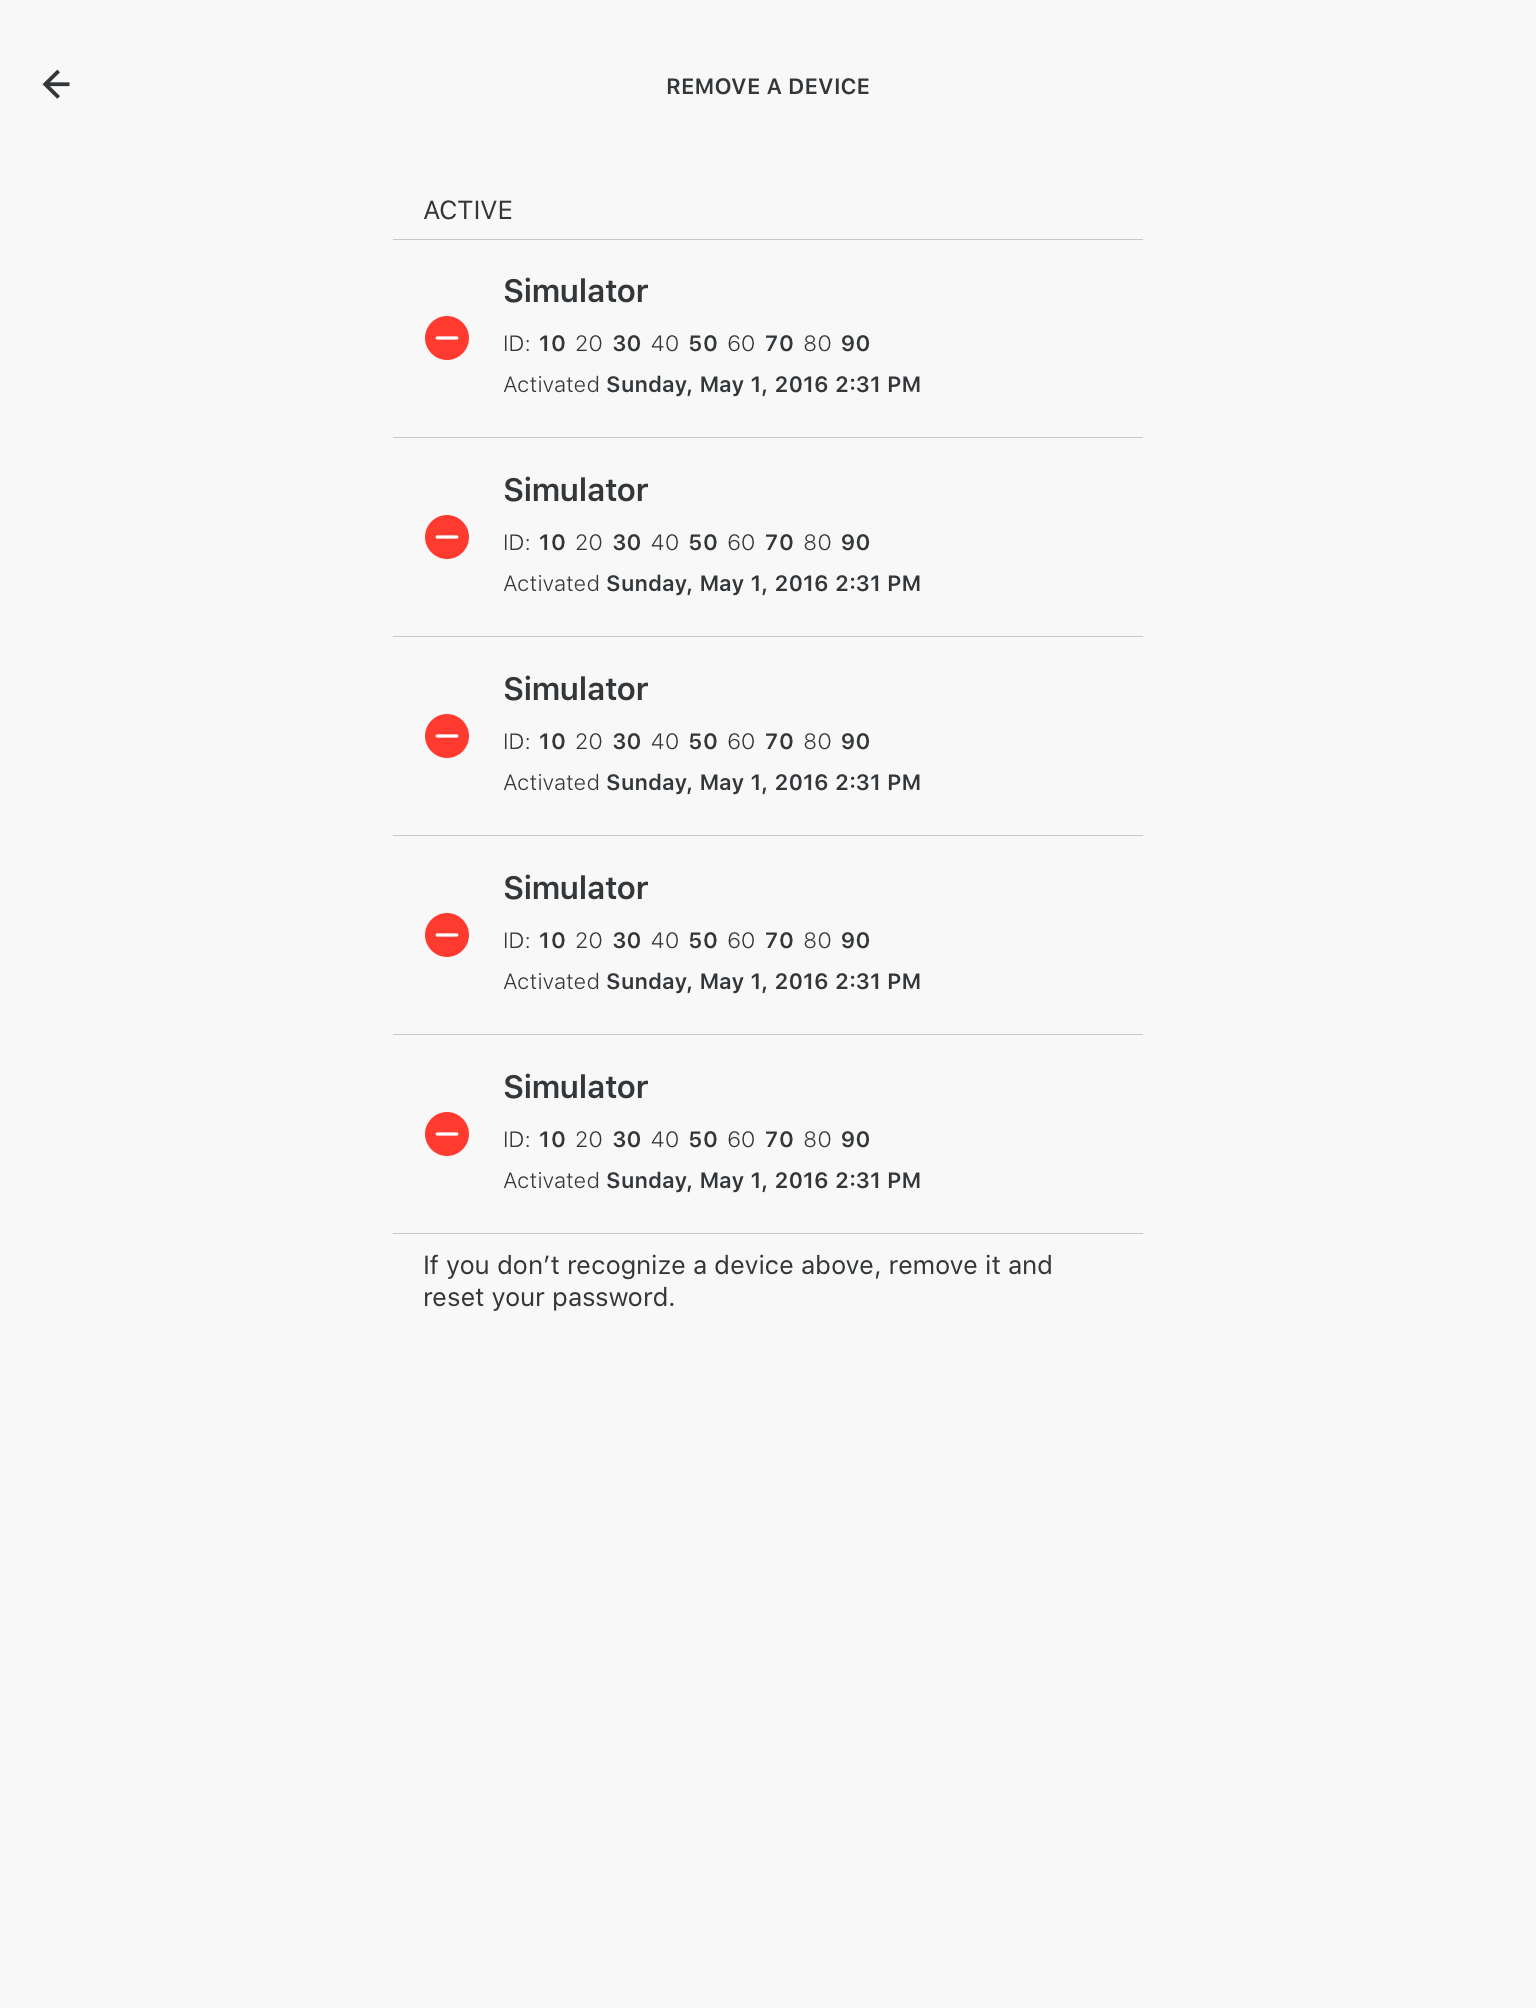 REMOVE A DEVICE
ACTIVE
Simulator
ID: 10 20 30 40 50 60 70 80 90
Activated Sunday, May 1, 2016 2:31 PM
Simulator
ID: 10 20 30 40 50 60 70 80 90
Activated Sunday, May 1, 2016 2:31 PM
Simulator
ID: 10 20 30 40 50 60 70 80 90
Activated Sunday, May 1, 2016 2:31 PM
Simulator
ID: 10 20 30 40 50 60 70 80 90
Activated Sunday, May 1, 2016 2:31 PM
Simulator
ID: 10 20 30 40 50 60 70 80 90
Activated Sunday, May 1, 2016 2:31 PM
If you don’t recognize a device above, remove it and
reset your password.